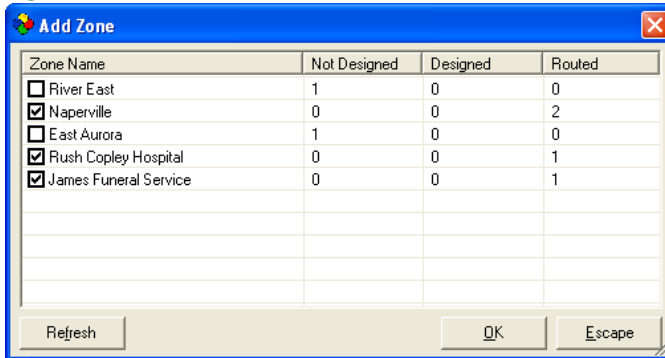 Add Zone
Zone Name Not Designed Designed Routed
River East 1 0 0
Naperville 0 0 2
East Aurora 1 0 0
Rush Copley Hospital 0 0 1
James Funeral Service 0 0 1
Refresh OK Escape